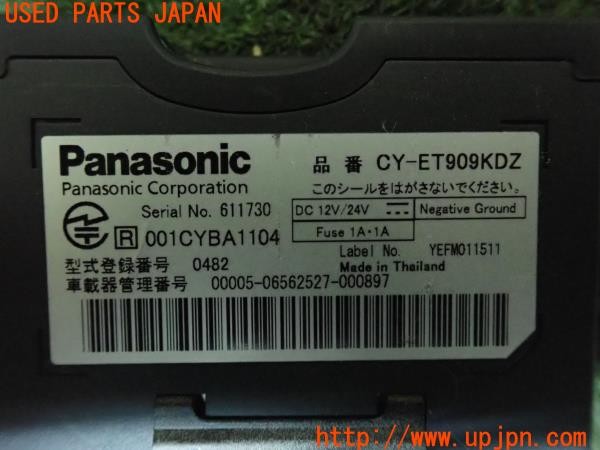 USED PARTS JAPAN
Panasonic
Panasonic Corporation
品番 CY-ET909KDZ
このシールをはがさないでください。
Serial No. 611730
DC 12V/24V Negative Ground
Fuse 1A・1A
R 001CYBA1104
Label No. YEFM011511
型式登録番号 0482
Made in Thailand
車載器管理番号 00005-06562527-000897
http://www.upjpn.com